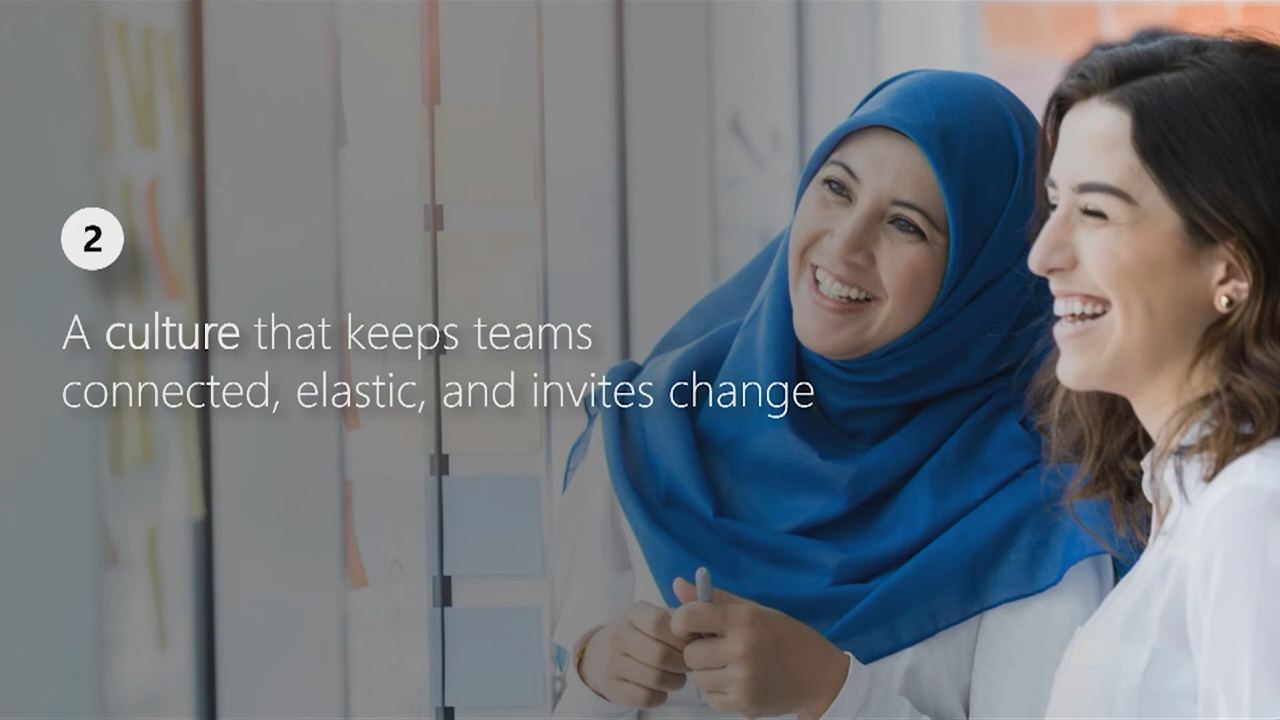 2
A culture that keeps teams
connected, elastic, and invites change